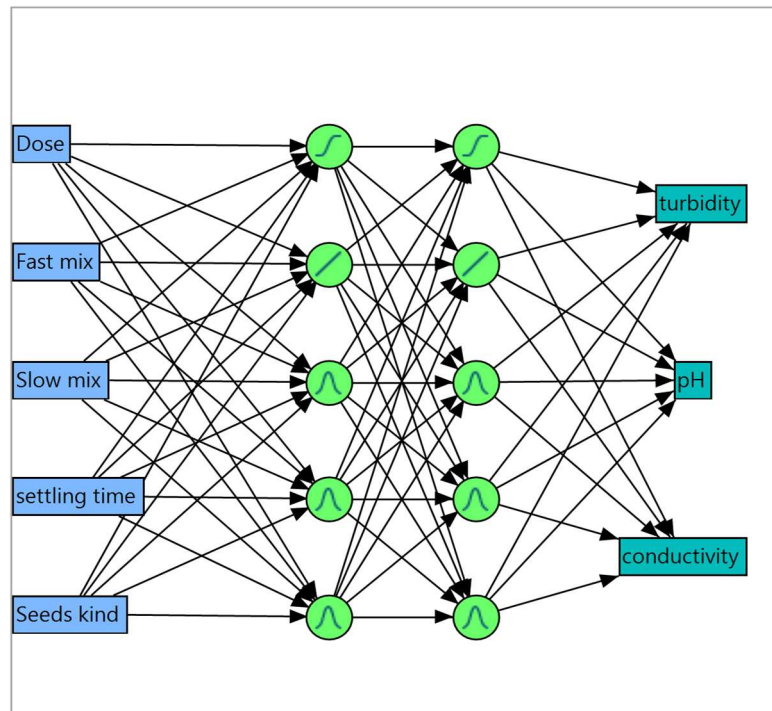 Dose
Fast mix
Slow mix
settling time
Seeds kind
turbidity
pH
conductivity